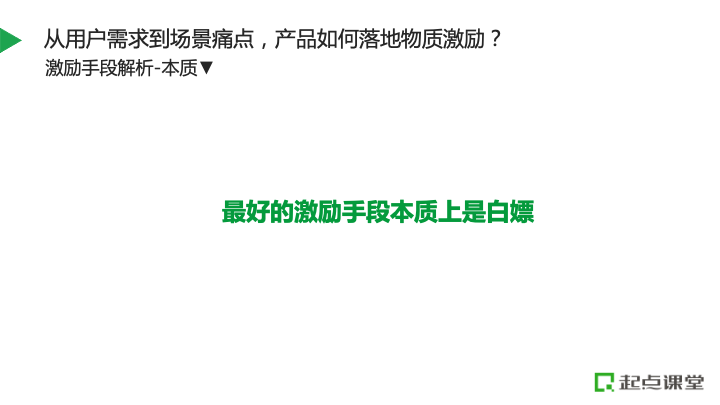 从用户需求到场景痛点，产品如何落地物质激励？
激励手段解析-本质▼
最好的激励手段本质上是白嫖
起点课堂